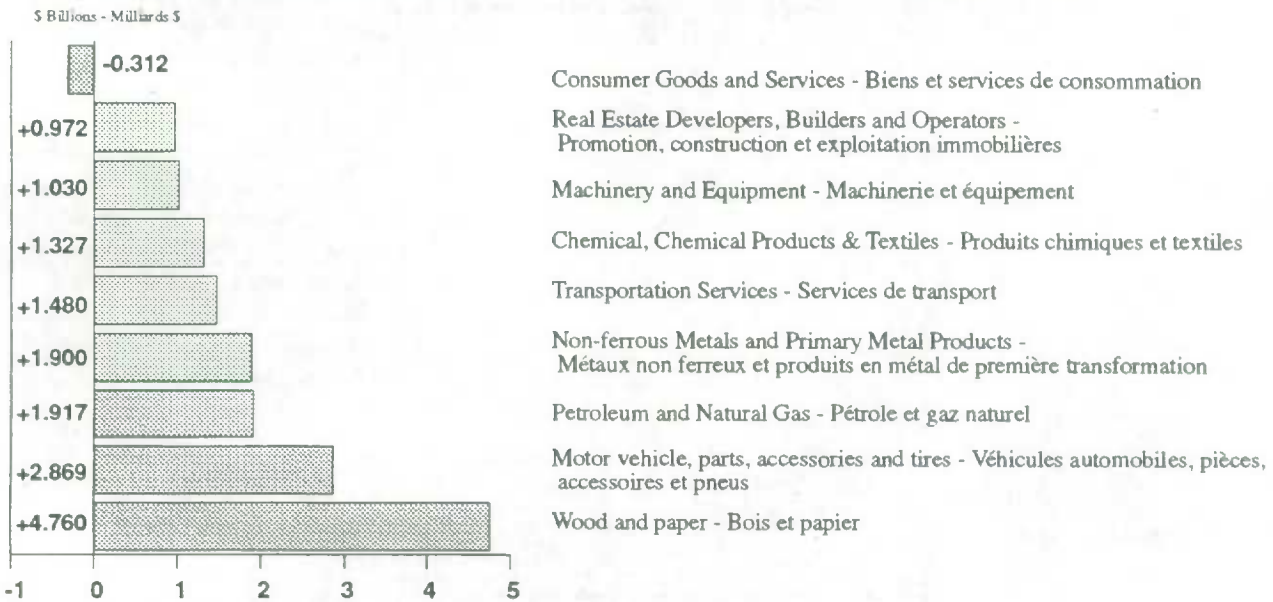 $ Billions - Milliards $
-0.312
Consumer Goods and Services - Biens et services de consommation
+0.972
Real Estate Developers, Builders and Operators -
Promotion, construction et exploitation immobilières
+1.030
Machinery and Equipment - Machinerie et équipement
+1.327
Chemical, Chemical Products & Textiles - Produits chimiques et textiles
+1.480
Transportation Services - Services de transport
+1.900
Non-ferrous Metals and Primary Metal Products -
Métaux non ferreux et produits en métal de première transformation
+1.917
Petroleum and Natural Gas - Pétrole et gaz naturel
+2.869
Motor vehicle, parts, accessories and tires - Véhicules automobiles, pièces,
accessoires et pneus
+4.760
Wood and paper - Bois et papier
-1 0 1 2 3 4 5